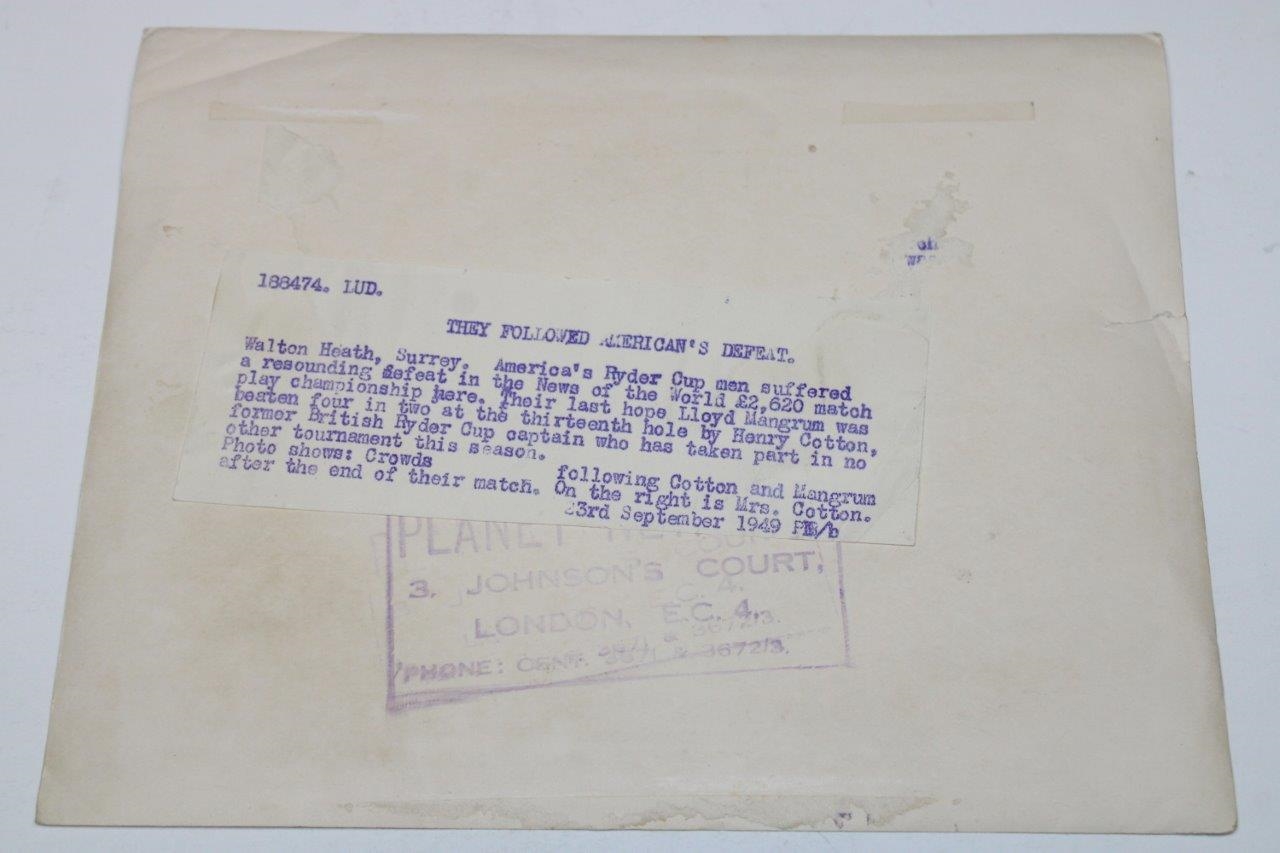 186474. LUD.
THEY FOLLOWED AMERICAN'S DEFEAT.
Walton Heath, Surrey. America's Ryder Cup men suffered
a resounding defeat in the News of the World £2,620 match
play championship here. Their last hope Lloyd Mangrum was
beaten four in two at the thirteenth hole by Henry Cotton,
former British Ryder Cup captain who has taken part in no
other tournament this season.
Photo shows: Crowds following Cotton and Mangrum
after the end of their match. On the right is Mrs. Cotton.
23rd September 1949
PLANET
3, JOHNSON'S COURT,
LONDON, E.C. 4.
PHONE: CENT. & 3672/3.